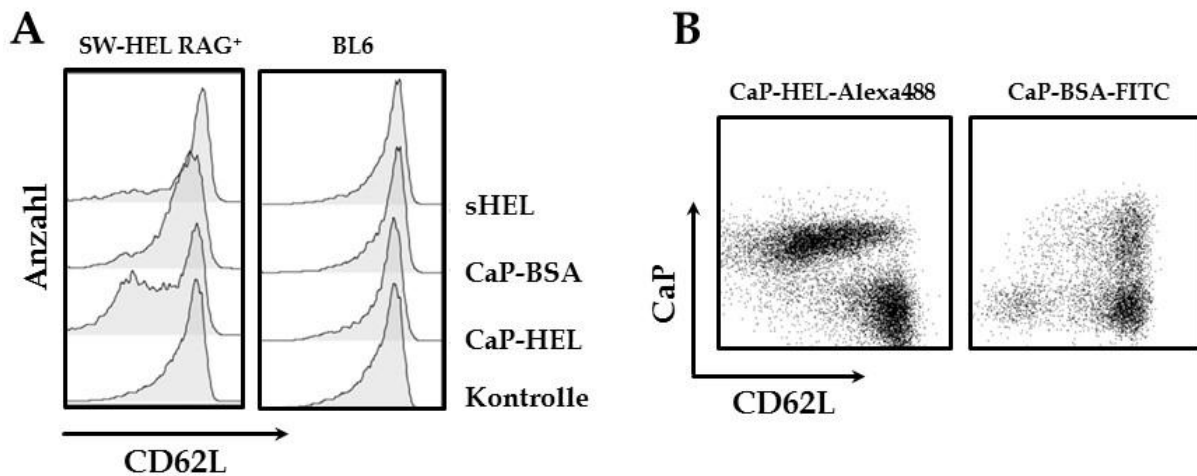 A
SW-HEL RAG⁺
BL6
Anzahl
sHEL
CaP-BSA
CaP-HEL
Kontrolle
CD62L
B
CaP-HEL-Alexa488
CaP-BSA-FITC
CaP
CD62L